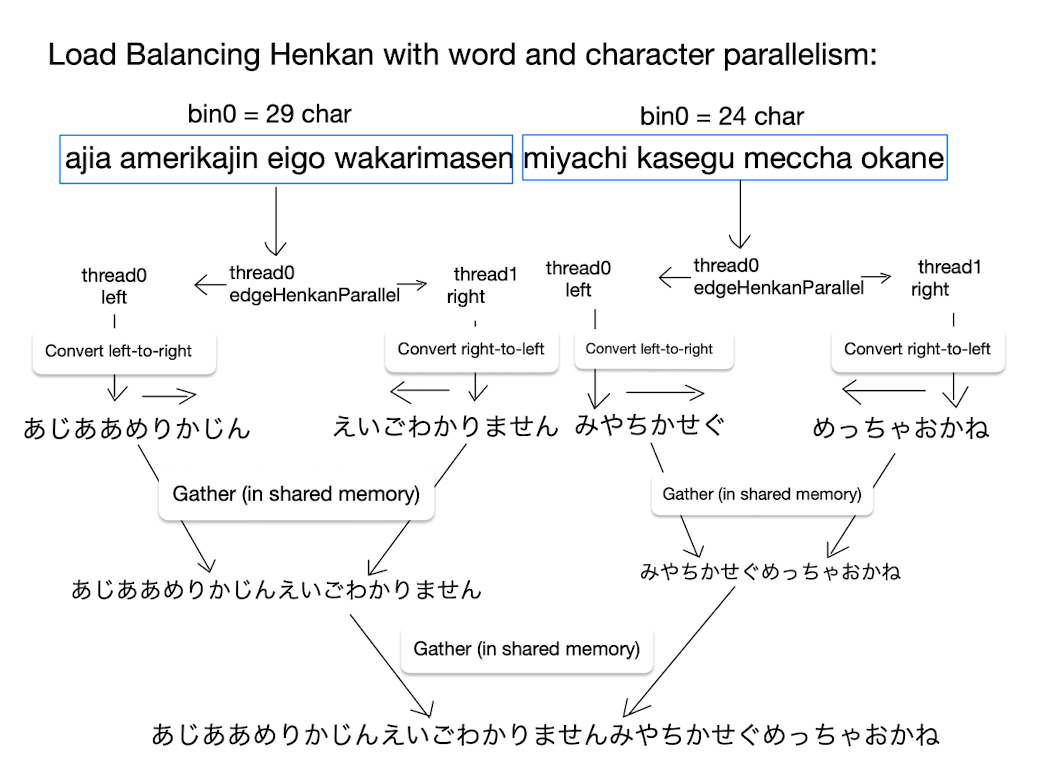 Load Balancing Henkan with word and character parallelism:
bin0 = 29 char
bin0 = 24 char
ajia amerikajin eigo wakarimasen
miyachi kasegu meccha okane
thread0
left
thread0
edgeHenkanParallel
thread1
right
thread0
left
thread0
edgeHenkanParallel
thread1
right
Convert left-to-right
Convert right-to-left
Convert left-to-right
Convert right-to-left
あじああめりかじん
えいごわかりません
みやちかせぐ
めっちゃおかね
Gather (in shared memory)
Gather (in shared memory)
あじああめりかじんえいごわかりません
みやちかせぐめっちゃおかね
Gather (in shared memory)
あじああめりかじんえいごわかりませんみやちかせぐめっちゃおかね